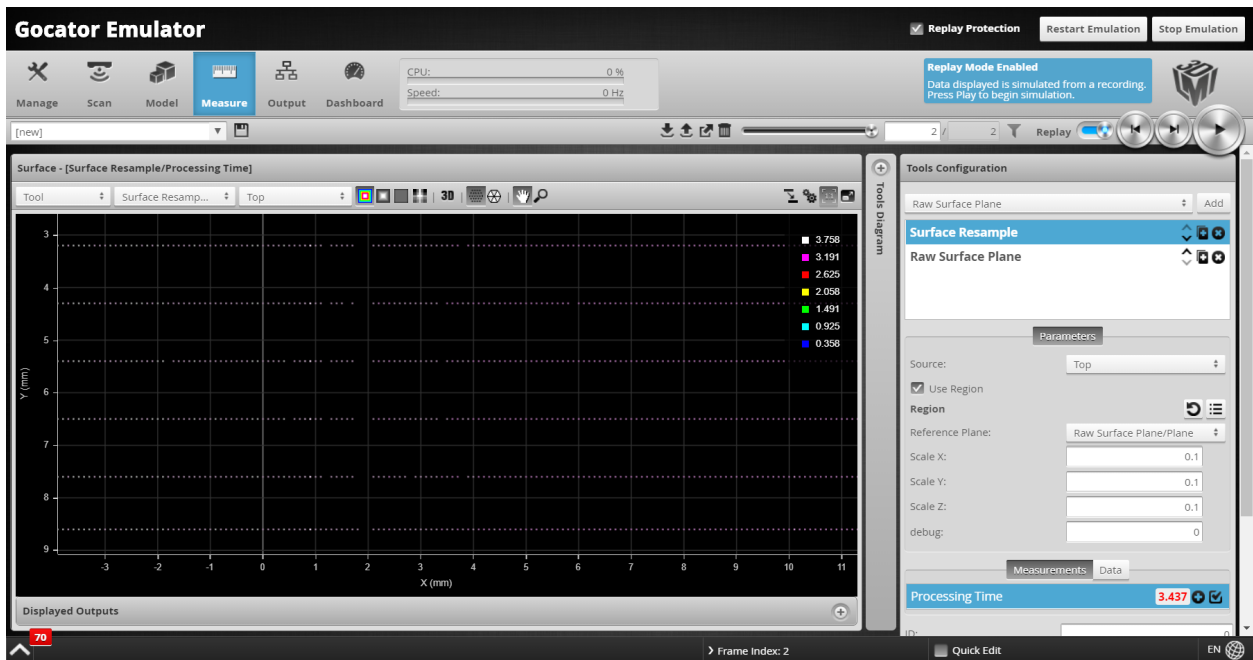 Gocator Emulator
Replay Protection
Restart Emulation
Stop Emulation
Manage
Scan
Model
Measure
Output
Dashboard
CPU: 0 %
Speed: 0 Hz
Replay Mode Enabled
Data displayed is simulated from a recording.
Press Play to begin simulation.
[new]
2 / 2
Replay
Surface - [Surface Resample/Processing Time]
Tool
Surface Resamp...
Top
3D
3
4
5
6
7
8
9
Y (mm)
3.758
3.191
2.625
2.058
1.491
0.925
0.358
-3 -2 -1 0 1 2 3 4 5 6 7 8 9 10 11
X (mm)
Displayed Outputs
Tools Diagram
Tools Configuration
Raw Surface Plane
Add
Surface Resample
Raw Surface Plane
Parameters
Source: Top
Use Region
Region
Reference Plane: Raw Surface Plane/Plane
Scale X: 0.1
Scale Y: 0.1
Scale Z: 0.1
debug: 0
Measurements
Data
Processing Time 3.437
ID: 0
70
Frame Index: 2
Quick Edit
EN